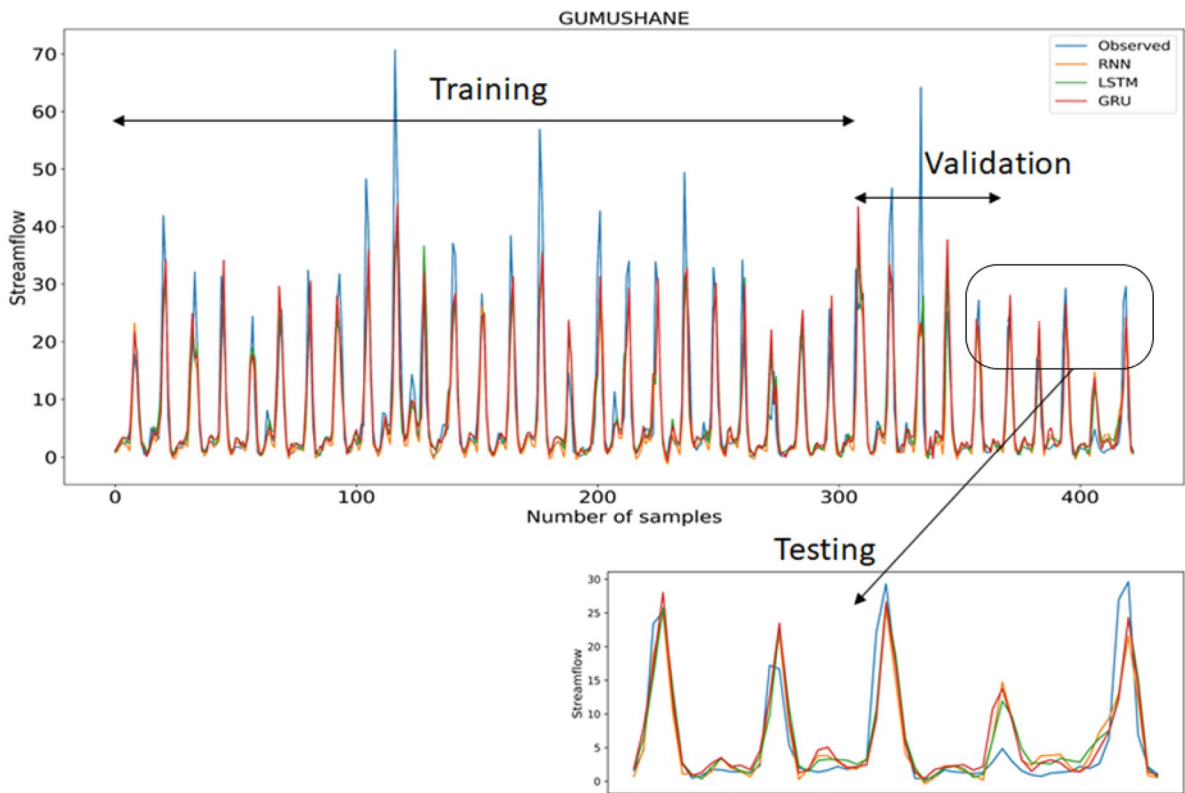 GUMUSHANE
Observed
RNN
LSTM
GRU
Training
Validation
70
60
50
40
30
20
10
0
Streamflow
0 100 200 300 400
Number of samples
Testing
30
25
20
15
10
5
0
Streamflow